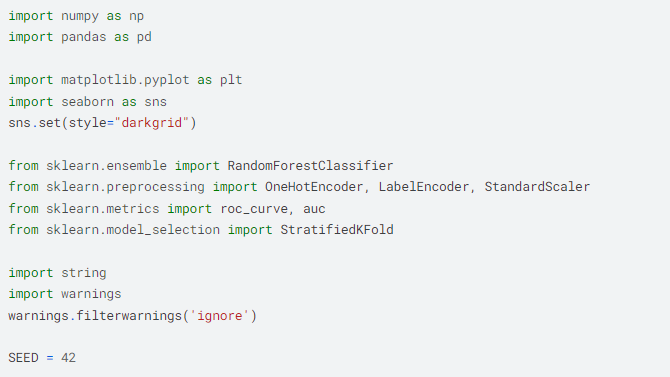 import numpy as np
import pandas as pd
import matplotlib.pyplot as plt
import seaborn as sns
sns.set(style="darkgrid")
from sklearn.ensemble import RandomForestClassifier
from sklearn.preprocessing import OneHotEncoder, LabelEncoder, StandardScaler
from sklearn.metrics import roc_curve, auc
from sklearn.model_selection import StratifiedKFold
import string
import warnings
warnings.filterwarnings('ignore')
SEED = 42